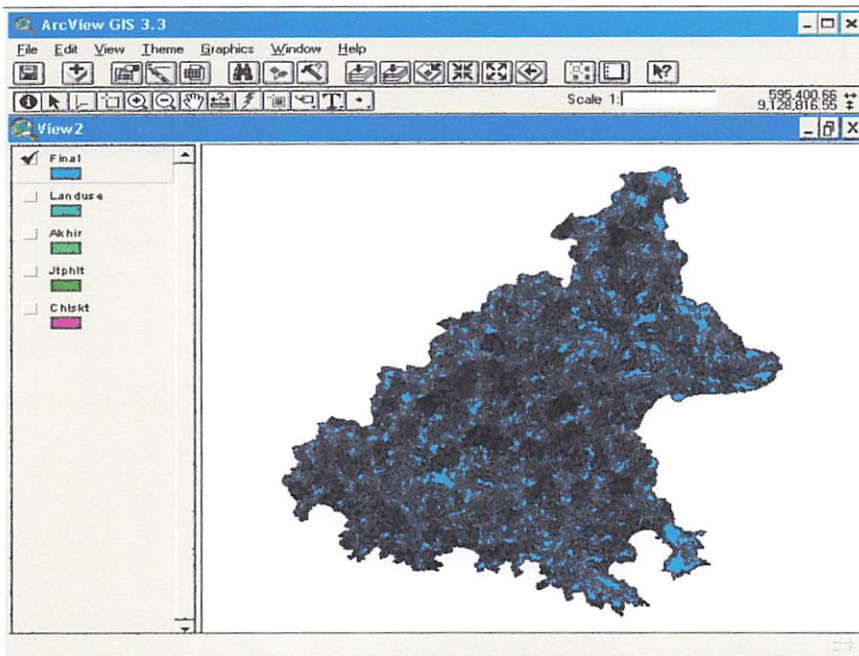 ArcView GIS 3.3
File Edit View Theme Graphics Window Help
Scale 1:
595,400.66
9,128,816.55
View2
Final
Landuse
Akhir
Jtphlt
Chlskt